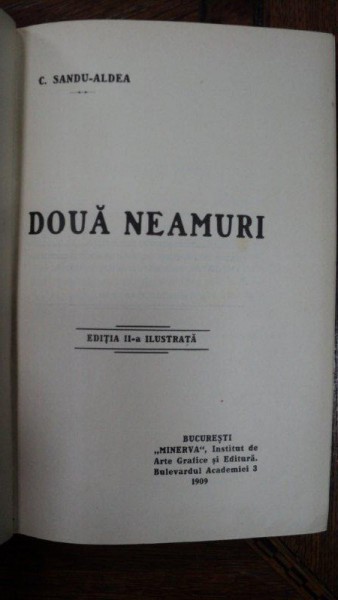 C. SANDU-ALDEA
DOUĂ NEAMURI
EDIȚIA II-a ILUSTRATĂ
BUCUREȘTI
„MINERVA", Institut de
Arte Grafice și Editură.
Bulevardul Academiei 3
1909